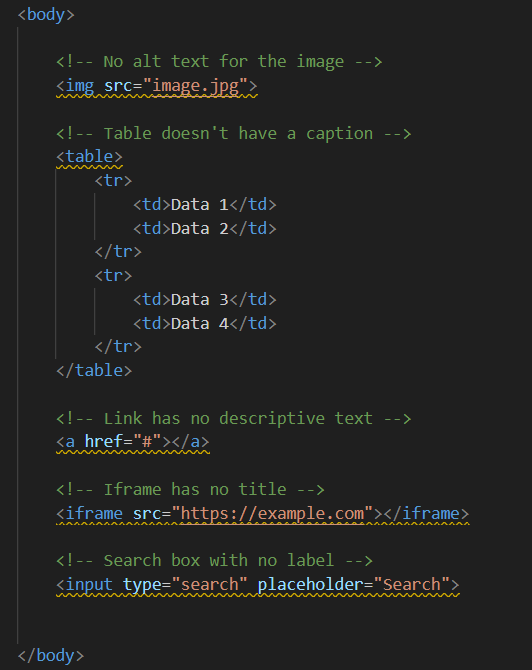 <body>
<!-- No alt text for the image -->
<img src="image.jpg">
<!-- Table doesn't have a caption -->
<table>
<tr>
<td>Data 1</td>
<td>Data 2</td>
</tr>
<tr>
<td>Data 3</td>
<td>Data 4</td>
</tr>
</table>
<!-- Link has no descriptive text -->
<a href="#"></a>
<!-- Iframe has no title -->
<iframe src="https://example.com"></iframe>
<!-- Search box with no label -->
<input type="search" placeholder="Search">
</body>